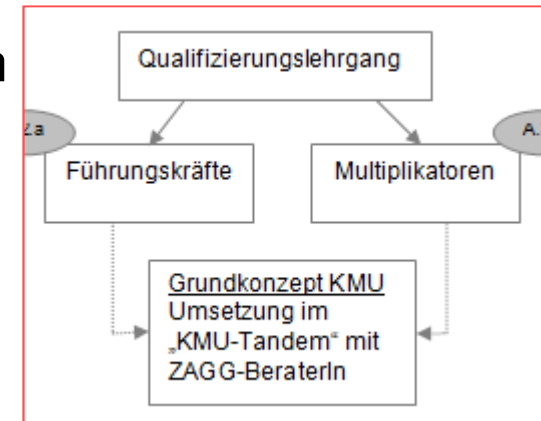 Qualifizierungslehrgang
Führungskräfte
Multiplikatoren
Grundkonzept KMU
Umsetzung im
„KMU-Tandem“ mit
ZAGG-BeraterIn